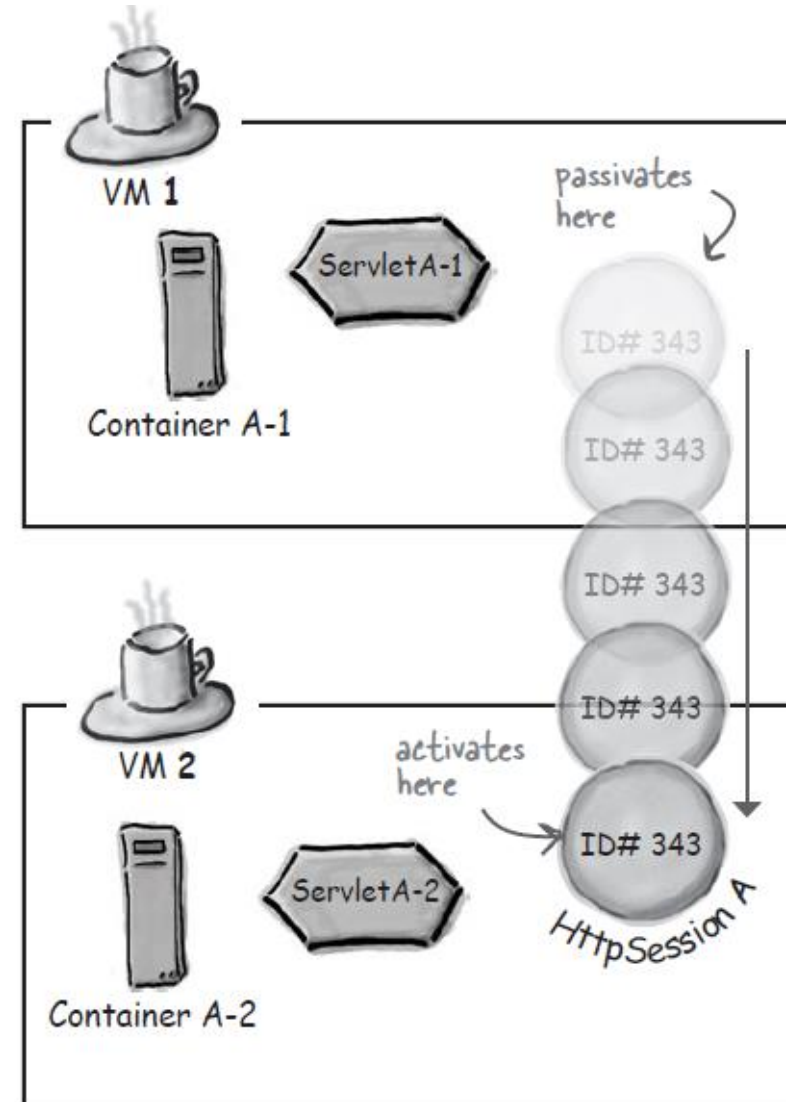 VM 1
passivates
here
ServletA-1
ID# 343
Container A-1
ID# 343
ID# 343
ID# 343
VM 2
activates
here
ID# 343
ServletA-2
HttpSession A
Container A-2